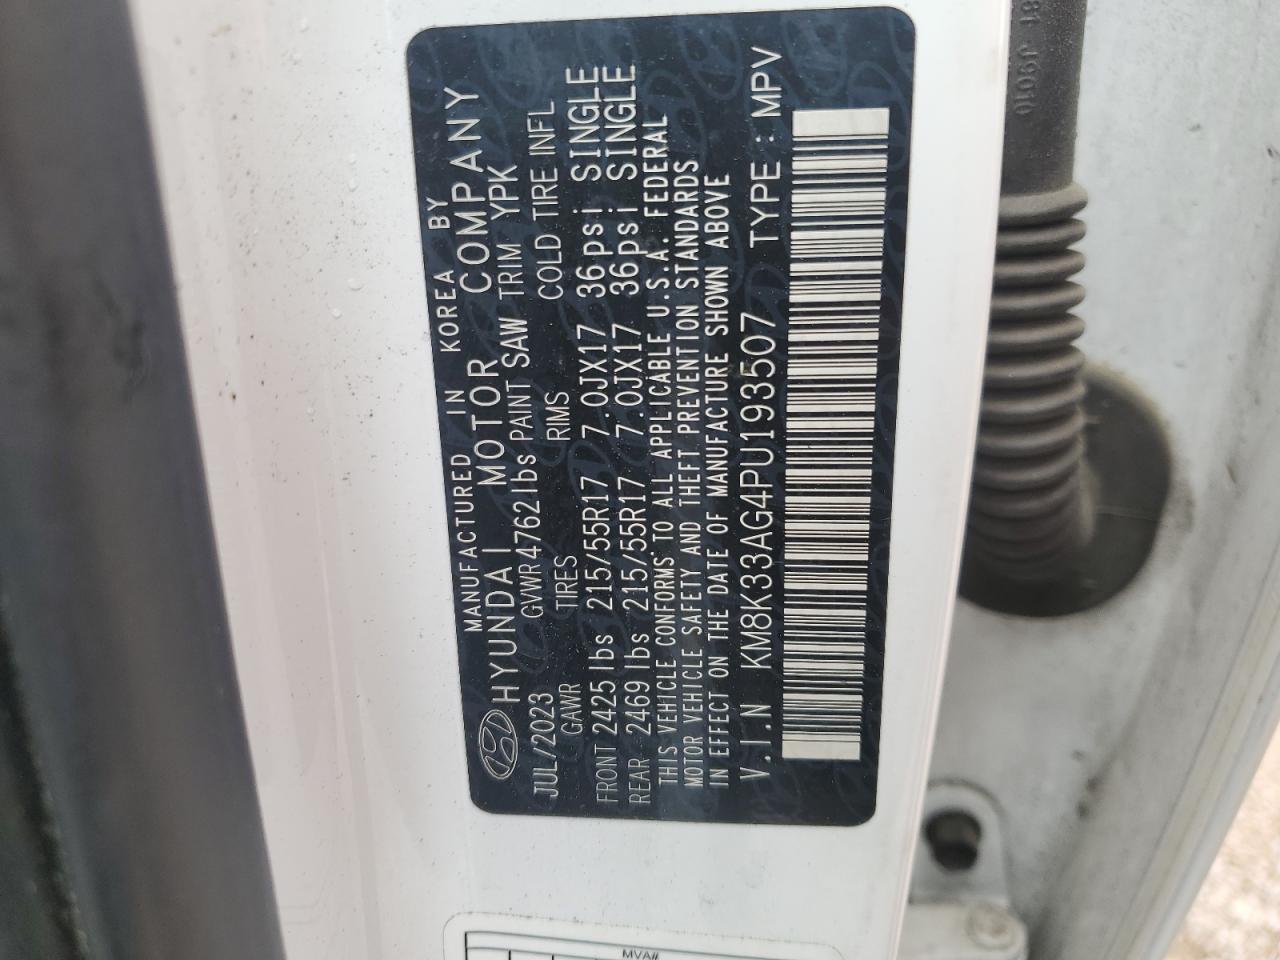 MANUFACTURED IN KOREA BY
HYUNDAI MOTOR COMPANY
JUL/2023 GVWR 4762lbs PAINT SAW TRIM YPK
GAWR TIRES RIMS COLD TIRE INFL
FRONT 2425 lbs 215/55R17 7.0JX17 36psi SINGLE
REAR 2469 lbs 215/55R17 7.0JX17 36psi SINGLE
THIS VEHICLE CONFORMS TO ALL APPLICABLE U.S.A. FEDERAL
MOTOR VEHICLE SAFETY AND THEFT PREVENTION STANDARDS
IN EFFECT ON THE DATE OF MANUFACTURE SHOWN ABOVE
V.I.N KM8K33AG4PU193507 TYPE : MPV
MVA#